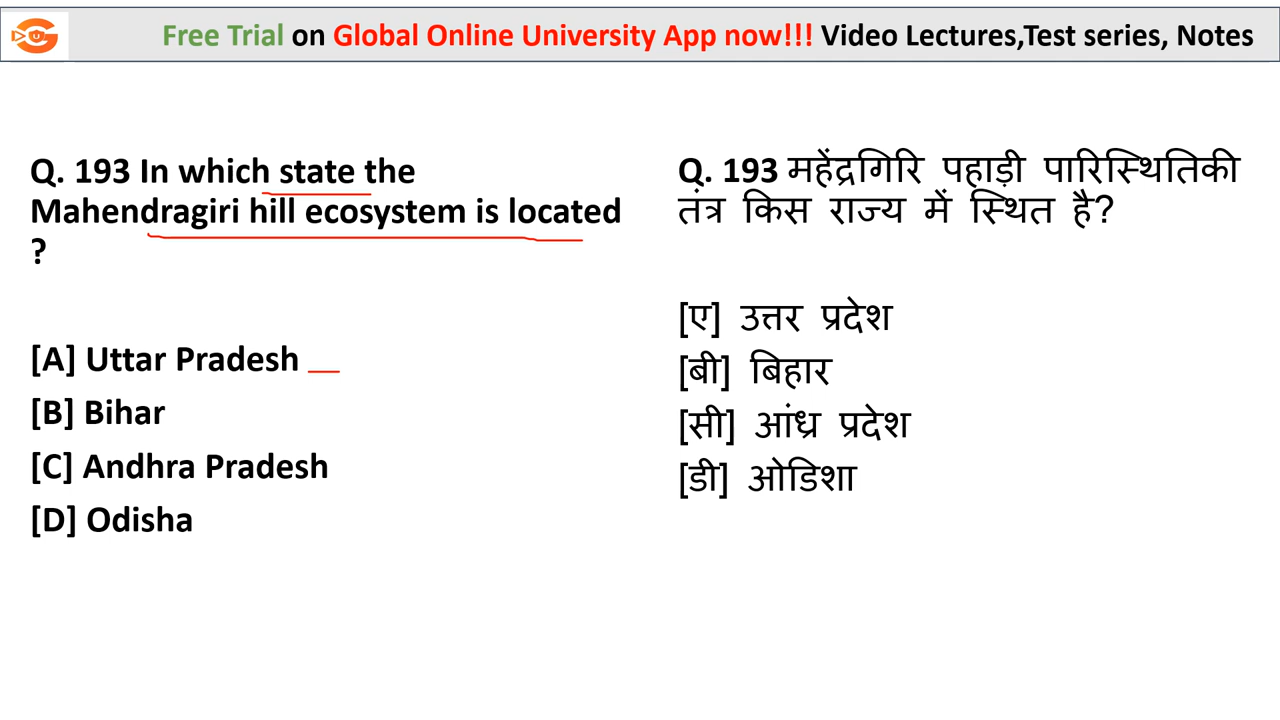 Free Trial on Global Online University App now!!! Video Lectures,Test series, Notes
Q. 193 In which state the
Mahendragiri hill ecosystem is located
?
[A] Uttar Pradesh
[B] Bihar
[C] Andhra Pradesh
[D] Odisha
Q. 193 महेंद्रगिरि पहाड़ी पारिस्थितिकी
तंत्र किस राज्य में स्थित है?
[ए] उत्तर प्रदेश
[बी] बिहार
[सी] आंध्र प्रदेश
[डी] ओडिशा